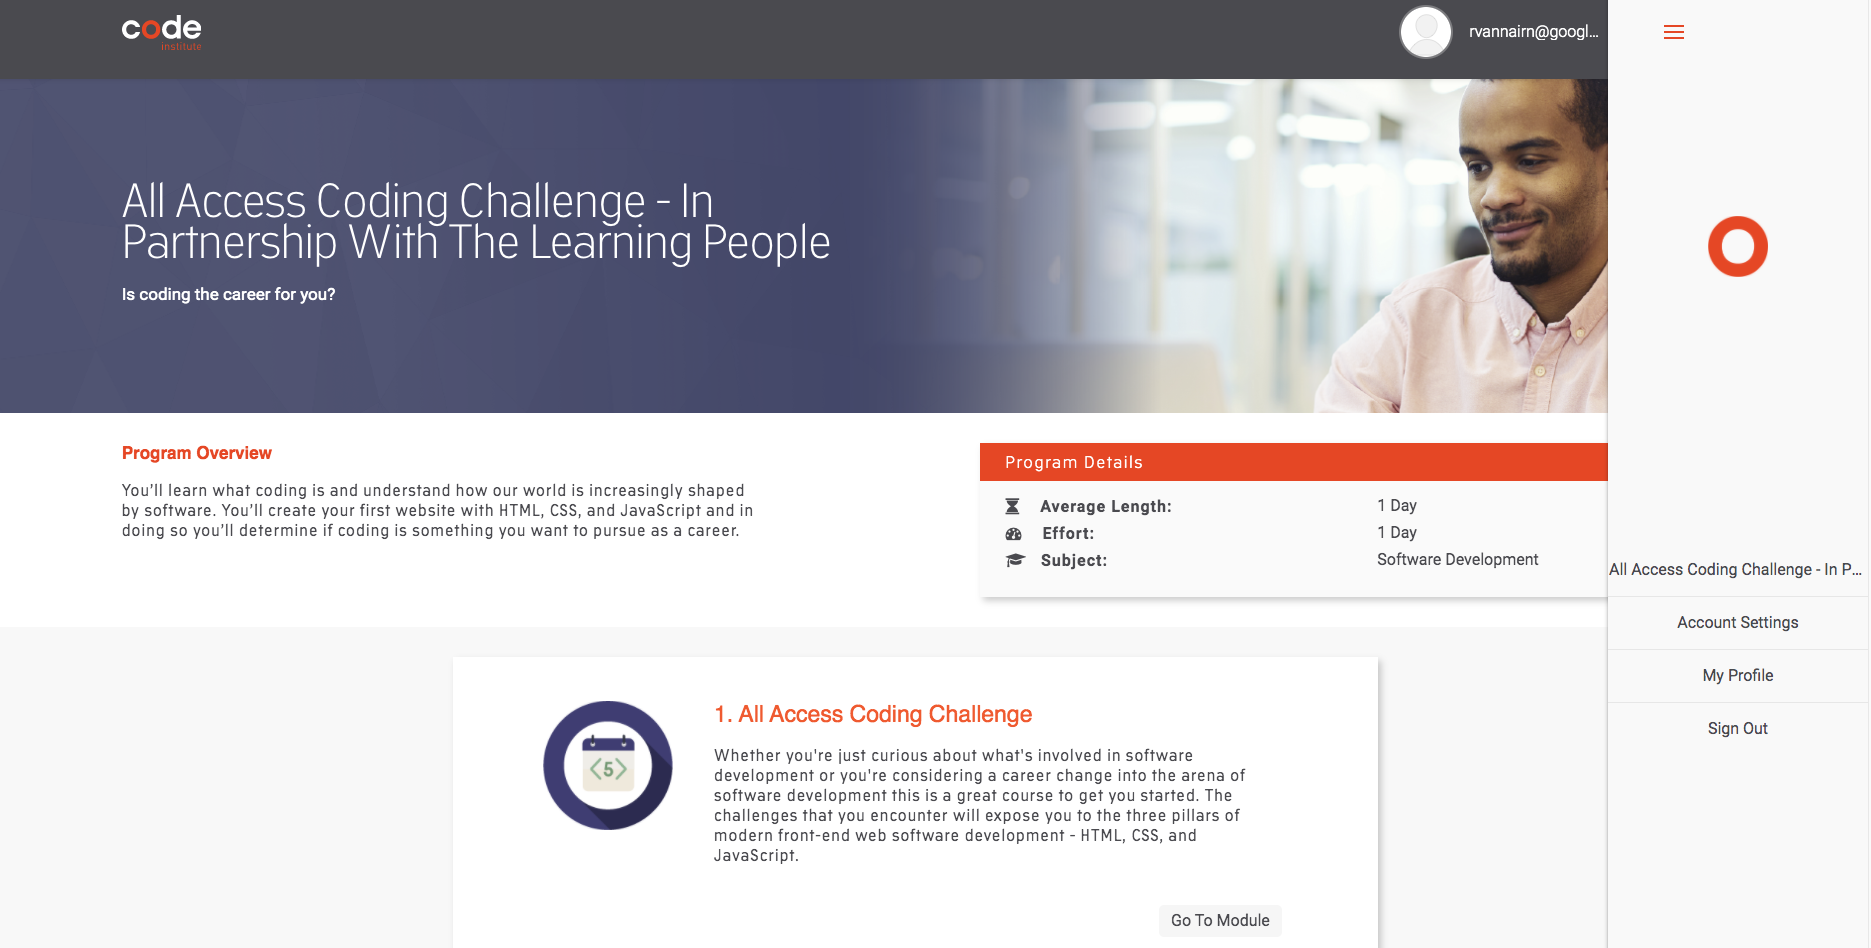 code
institute
rvannairn@googl...
All Access Coding Challenge - In
Partnership With The Learning People
Is coding the career for you?
Program Overview
You'll learn what coding is and understand how our world is increasingly shaped
by software. You'll create your first website with HTML, CSS, and JavaScript and in
doing so you'll determine if coding is something you want to pursue as a career.
Program Details
Average Length: 1 Day
Effort: 1 Day
Subject: Software Development
All Access Coding Challenge - In P...
Account Settings
My Profile
Sign Out
<5>
1. All Access Coding Challenge
Whether you're just curious about what's involved in software
development or you're considering a career change into the arena of
software development this is a great course to get you started. The
challenges that you encounter will expose you to the three pillars of
modern front-end web software development - HTML, CSS, and
JavaScript.
Go To Module